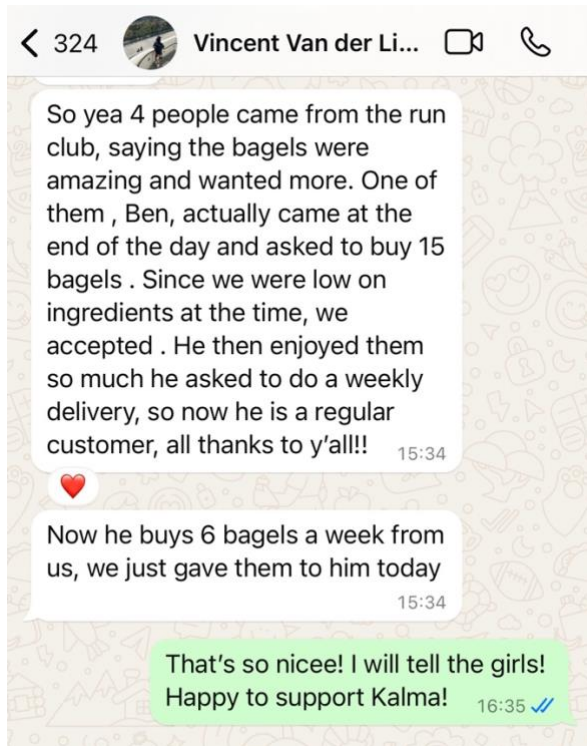 324 Vincent Van der Li...
So yea 4 people came from the run
club, saying the bagels were
amazing and wanted more. One of
them , Ben, actually came at the
end of the day and asked to buy 15
bagels . Since we were low on
ingredients at the time, we
accepted . He then enjoyed them
so much he asked to do a weekly
delivery, so now he is a regular
customer, all thanks to y’all!! 15:34
Now he buys 6 bagels a week from
us, we just gave them to him today
15:34
That’s so nicee! I will tell the girls!
Happy to support Kalma! 16:35